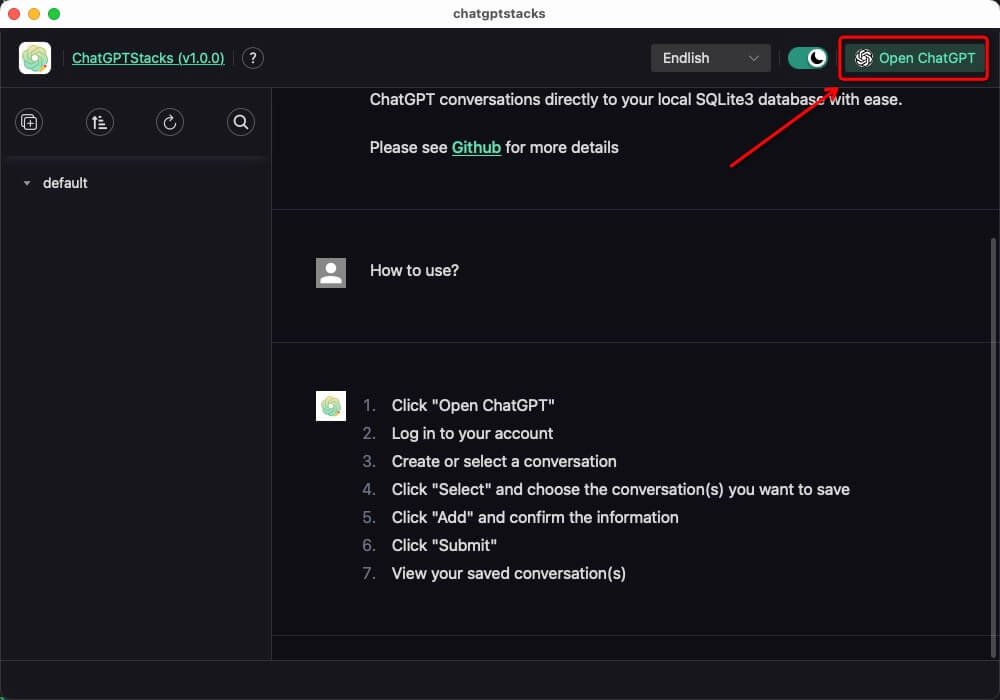 chatgptstacks
ChatGPTStacks (v1.0.0)
?
English
Open ChatGPT
default
ChatGPT conversations directly to your local SQLite3 database with ease.
Please see Github for more details
How to use?
1. Click "Open ChatGPT"
2. Log in to your account
3. Create or select a conversation
4. Click "Select" and choose the conversation(s) you want to save
5. Click "Add" and confirm the information
6. Click "Submit"
7. View your saved conversation(s)